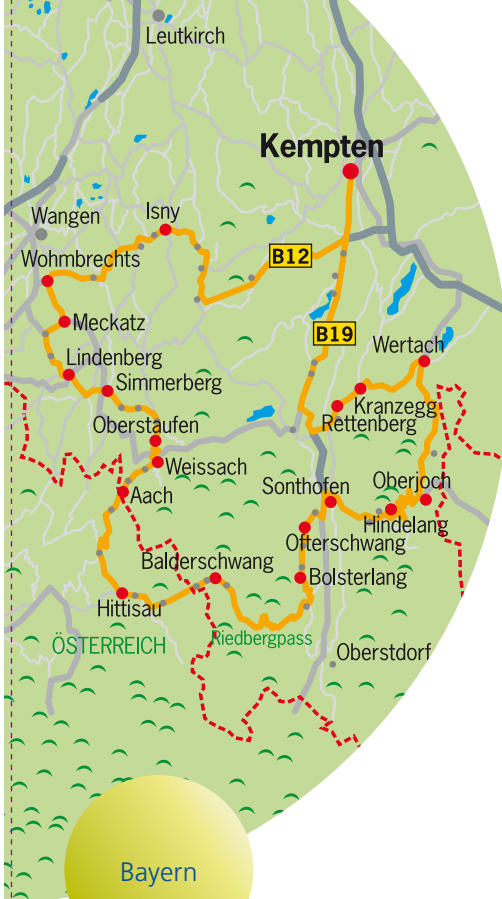 Leutkirch
Kempten
Isny
Wangen
B12
Wohmbrechts
Meckatz
B19
Wertach
Lindenberg
Simmerberg
Kranzegg
Rettenberg
Oberstaufen
Weissach
Aach
Sonthofen
Oberjoch
Hindelang
Ofterschwang
Balderschwang
Bolsterlang
Hittisau
ÖSTERREICH
Riedbergpass
Oberstdorf
Bayern